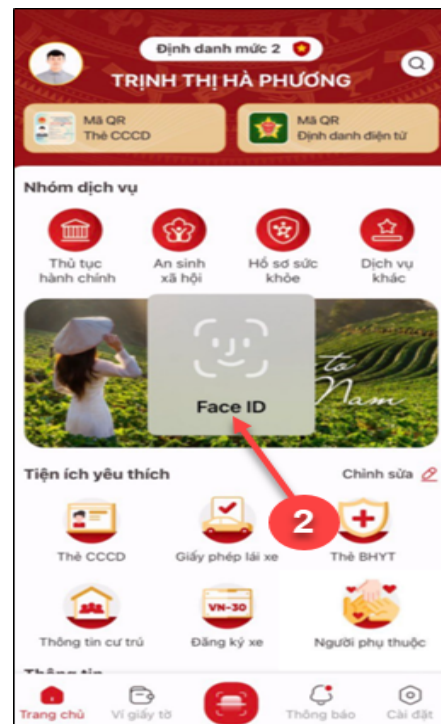 Định danh mức 2
TRỊNH THỊ HÀ PHƯƠNG
Mã QR
Thẻ CCCD
Mã QR
Định danh điện tử
Nhóm dịch vụ
Thủ tục
hành chính
An sinh
xã hội
Hồ sơ sức
khỏe
Dịch vụ
khác
to
Nam
Face ID
Tiện ích yêu thích
Chỉnh sửa
2
Thẻ CCCD
Giấy phép lái xe
Thẻ BHYT
VN-30
Thông tin cư trú
Đăng ký xe
Người phụ thuộc
Thông tin
Trang chủ
Ví giấy tờ
Thông báo
Cài đặt